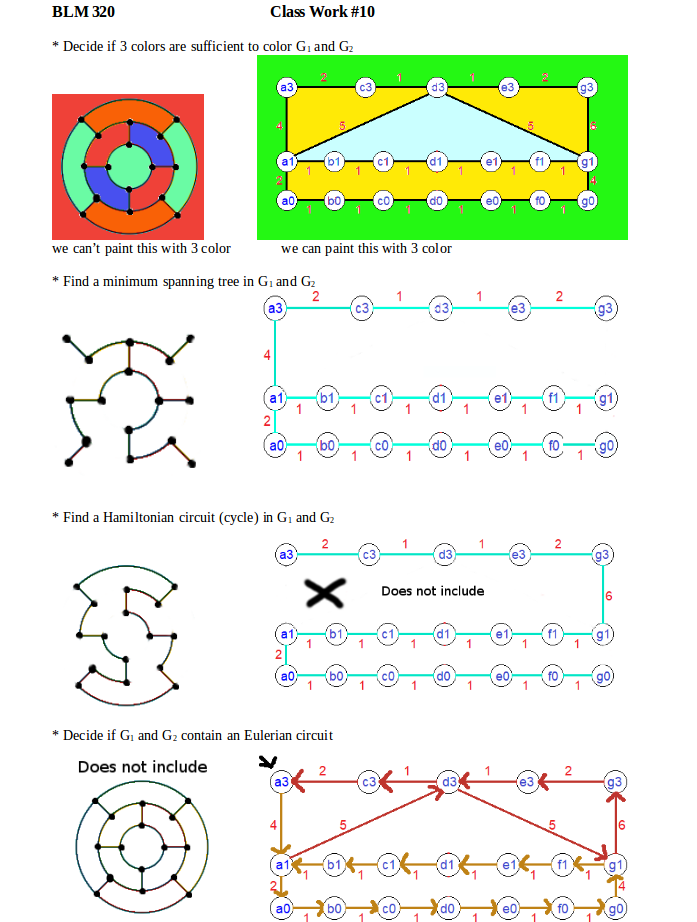 BLM 320 Class Work #10
* Decide if 3 colors are sufficient to color G1 and G2
2 1 1 2
a3 c3 d3 e3 g3
4 5 5 6
a1 b1 c1 d1 e1 f1 g1
1 1 1 1 1 1
2 4
a0 b0 c0 d0 e0 f0 g0
1 1 1 1 1 1
we can't paint this with 3 color we can paint this with 3 color
* Find a minimum spanning tree in G1 and G2
2 1 1 2
a3 c3 d3 e3 g3
4
a1 b1 c1 d1 e1 f1 g1
1 1 1 1 1 1
2
a0 b0 c0 d0 e0 f0 g0
1 1 1 1 1 1
* Find a Hamiltonian circuit (cycle) in G1 and G2
2 1 1 2
a3 c3 d3 e3 g3
Does not include
6
a1 b1 c1 d1 e1 f1 g1
1 1 1 1 1 1
2
a0 b0 c0 d0 e0 f0 g0
1 1 1 1 1 1
* Decide if G1 and G2 contain an Eulerian circuit
Does not include
2 1 1 2
a3 c3 d3 e3 g3
4 5 5 6
a1 b1 c1 d1 e1 f1 g1
1 1 1 1 1 1
2 4
a0 b0 c0 d0 e0 f0 g0
1 1 1 1 1 1